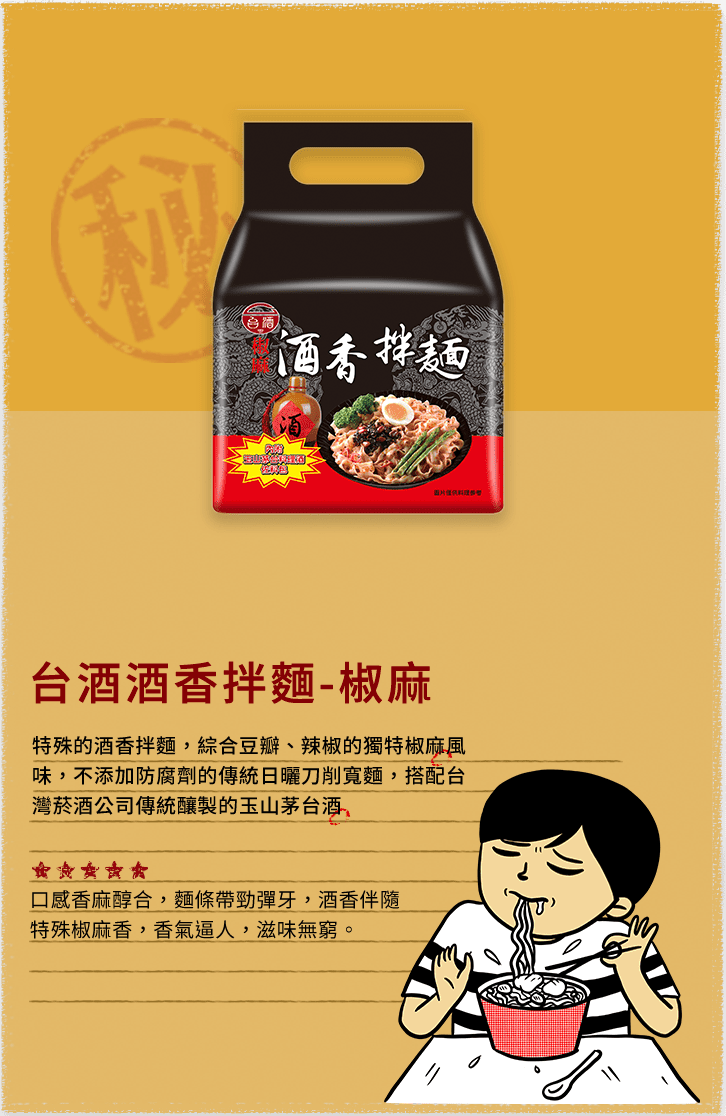 秘
台酒
椒麻
酒香拌麵
酒
台酒酒香拌麵-椒麻
特殊的酒香拌麵，綜合豆瓣、辣椒的獨特椒麻風
味，不添加防腐劑的傳統日曬刀削寬麵，搭配台
灣菸酒公司傳統釀製的玉山茅台酒
口感香麻醇合，麵條帶勁彈牙，酒香伴隨
特殊椒麻香，香氣逼人，滋味無窮。